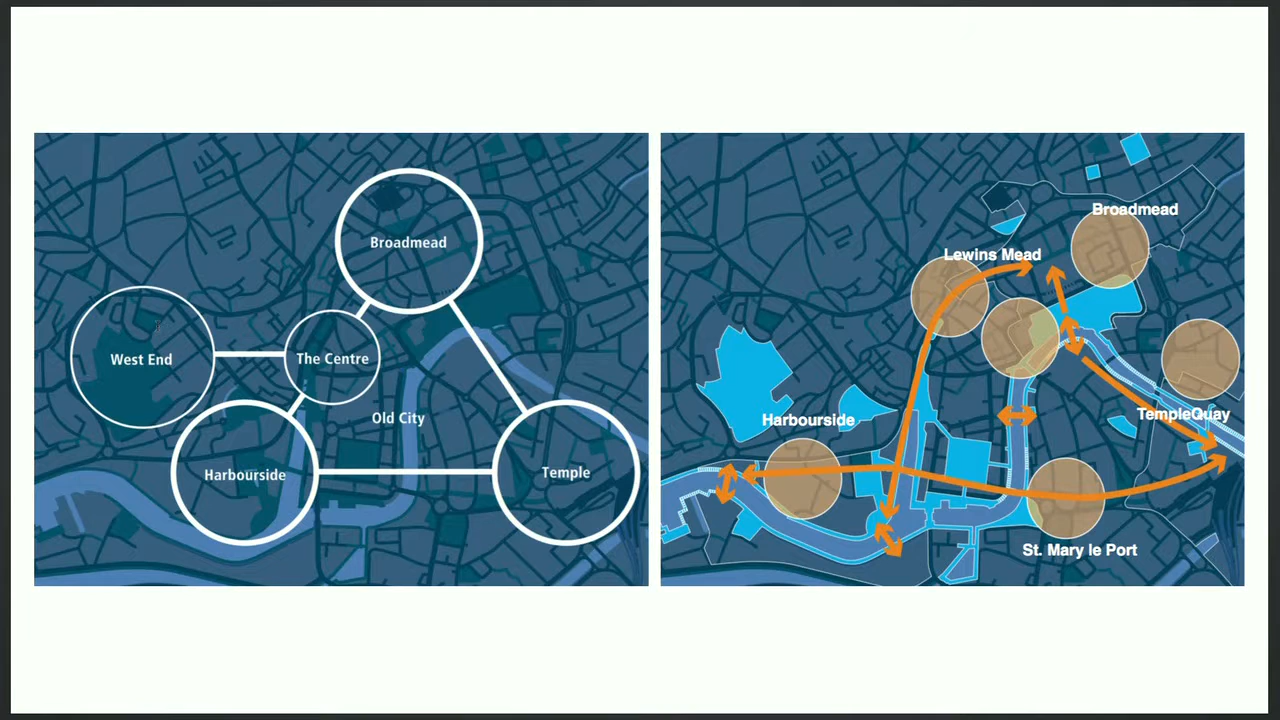 Broadmead
West End
The Centre
Old City
Harbourside
Temple
Broadmead
Lewins Mead
Harbourside
TempleQuay
St. Mary le Port